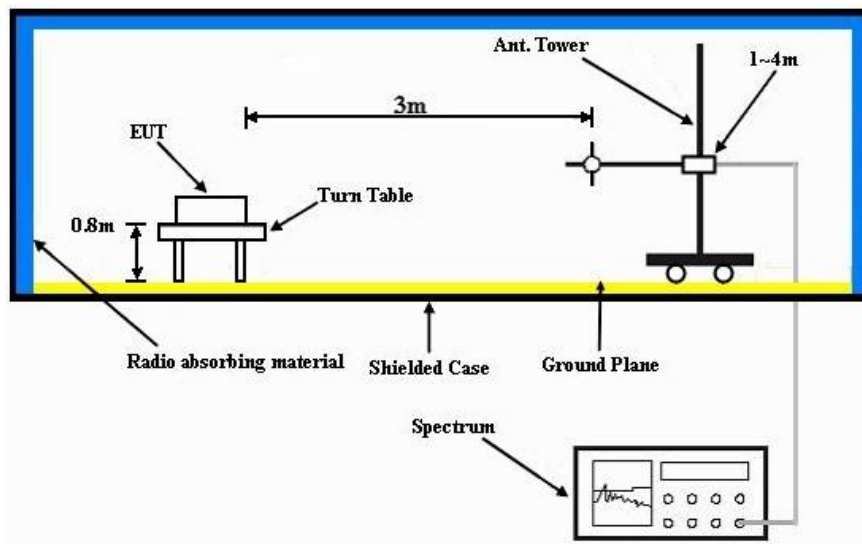 Ant. Tower
1~4m
3m
EUT
Turn Table
0.8m
Radio absorbing material
Shielded Case
Ground Plane
Spectrum